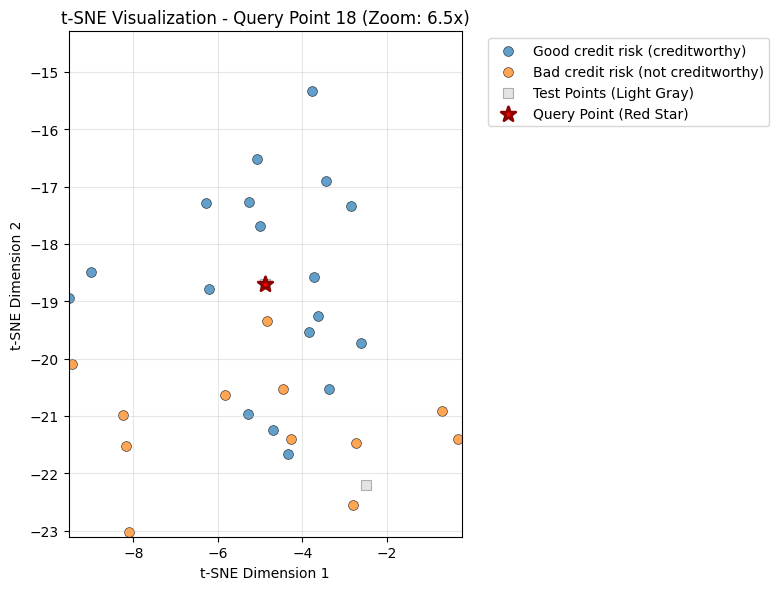 t-SNE Visualization - Query Point 18 (Zoom: 6.5x)
Good credit risk (creditworthy)
Bad credit risk (not creditworthy)
Test Points (Light Gray)
Query Point (Red Star)
t-SNE Dimension 2
−15
−16
−17
−18
−19
−20
−21
−22
−23
−8
−6
−4
−2
t-SNE Dimension 1